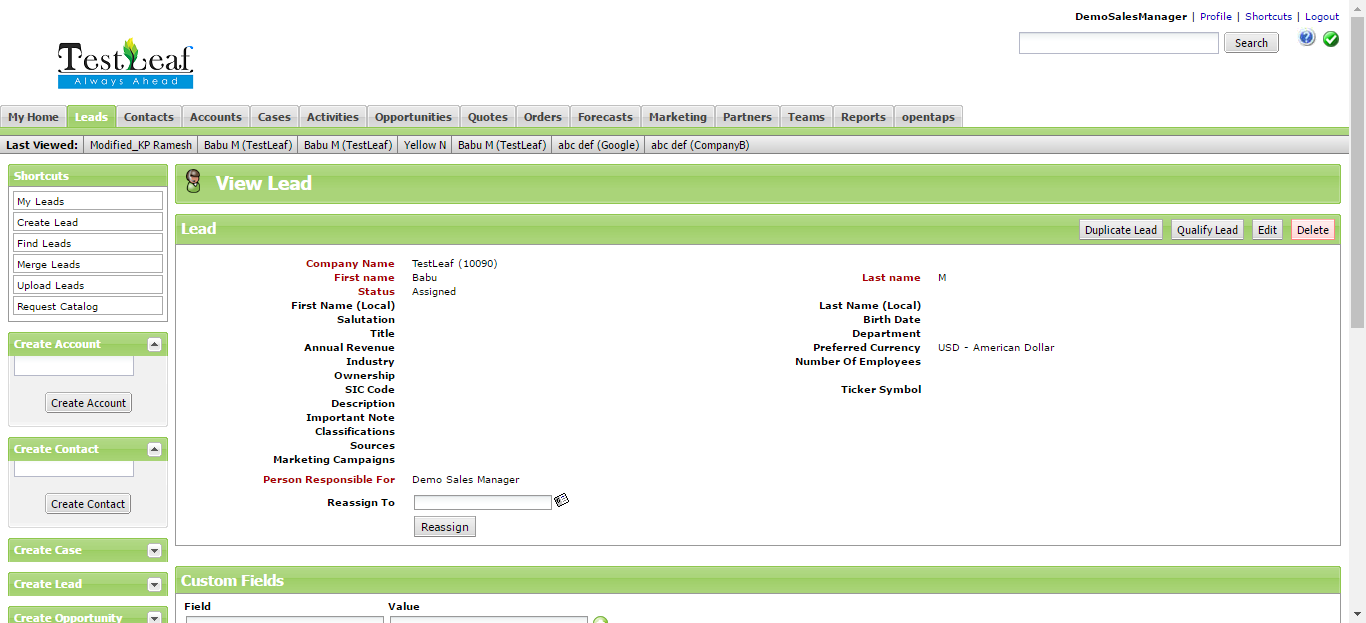 DemoSalesManager | Profile | Shortcuts | Logout
Search
TestLeaf
Always Ahead
My Home Leads Contacts Accounts Cases Activities Opportunities Quotes Orders Forecasts Marketing Partners Teams Reports opentaps
Last Viewed: Modified_KP Ramesh Babu M (TestLeaf) Babu M (TestLeaf) Yellow N Babu M (TestLeaf) abc def (Google) abc def (CompanyB)
Shortcuts
My Leads
Create Lead
Find Leads
Merge Leads
Upload Leads
Request Catalog
Create Account
Create Account
Create Contact
Create Contact
Create Case
Create Lead
Create Opportunity
View Lead
Lead Duplicate Lead Qualify Lead Edit Delete
Company Name TestLeaf (10090)
First name Babu Last name M
Status Assigned
First Name (Local) Last Name (Local)
Salutation Birth Date
Title Department
Annual Revenue Preferred Currency USD - American Dollar
Industry Number Of Employees
Ownership
SIC Code Ticker Symbol
Description
Important Note
Classifications
Sources
Marketing Campaigns
Person Responsible For Demo Sales Manager
Reassign To
Reassign
Custom Fields
Field Value